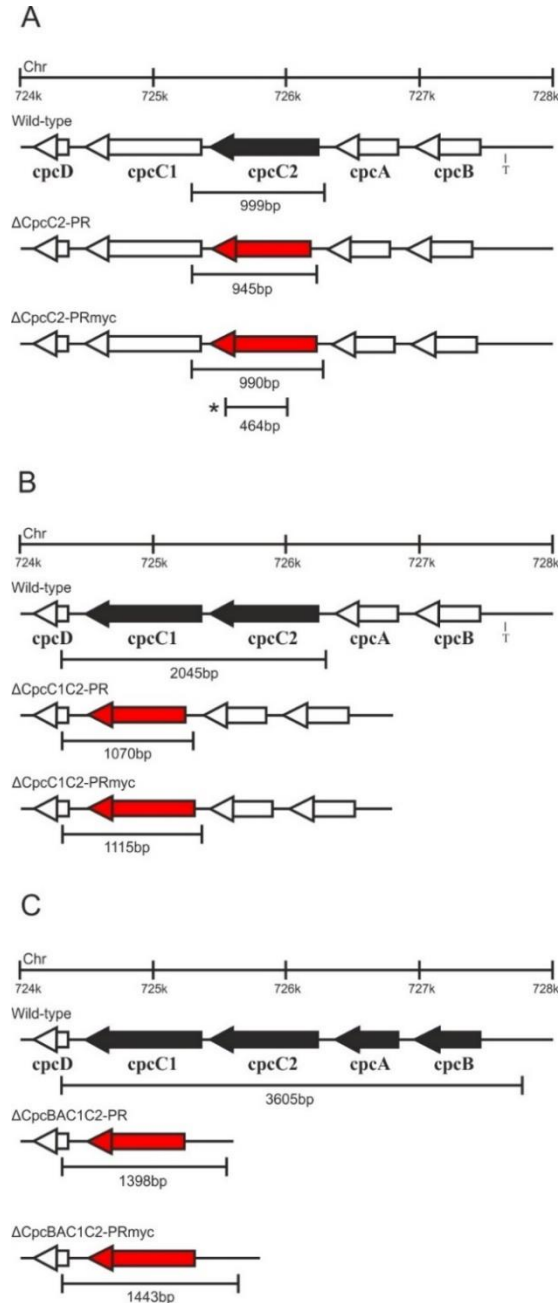 A
Chr
724k 725k 726k 727k 728k
Wild-type
cpcD cpcC1 cpcC2 cpcA cpcB T
999bp
ΔCpcC2-PR
945bp
ΔCpcC2-PRmyc
990bp
*
464bp
B
Chr
724k 725k 726k 727k 728k
Wild-type
cpcD cpcC1 cpcC2 cpcA cpcB T
2045bp
ΔCpcC1C2-PR
1070bp
ΔCpcC1C2-PRmyc
1115bp
C
Chr
724k 725k 726k 727k 728k
Wild-type
cpcD cpcC1 cpcC2 cpcA cpcB
3605bp
ΔCpcBAC1C2-PR
1398bp
ΔCpcBAC1C2-PRmyc
1443bp